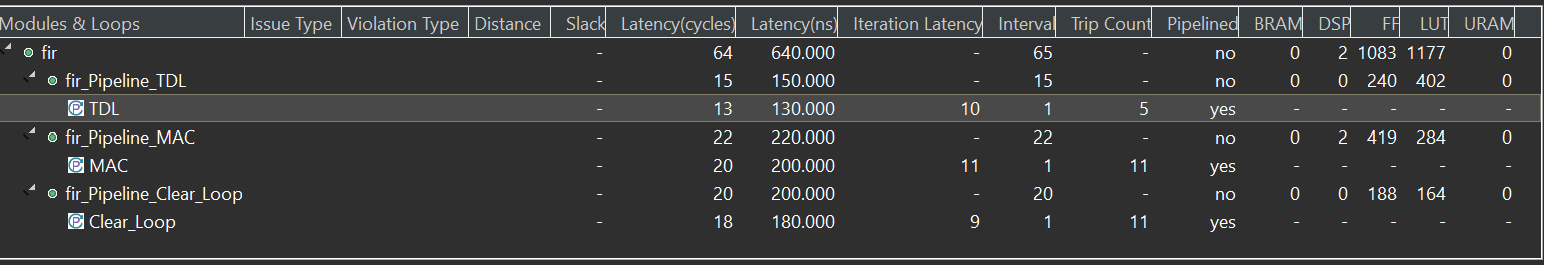 Modules & Loops Issue Type Violation Type Distance Slack Latency(cycles) Latency(ns) Iteration Latency Interval Trip Count Pipelined BRAM DSP FF LUT URAM
fir - 64 640.000 - 65 - no 0 2 1083 1177 0
fir_Pipeline_TDL - 15 150.000 - 15 - no 0 0 240 402 0
TDL - 13 130.000 10 1 5 yes - - - - -
fir_Pipeline_MAC - 22 220.000 - 22 - no 0 2 419 284 0
MAC - 20 200.000 11 1 11 yes - - - - -
fir_Pipeline_Clear_Loop - 20 200.000 - 20 - no 0 0 188 164 0
Clear_Loop - 18 180.000 9 1 11 yes - - - - -